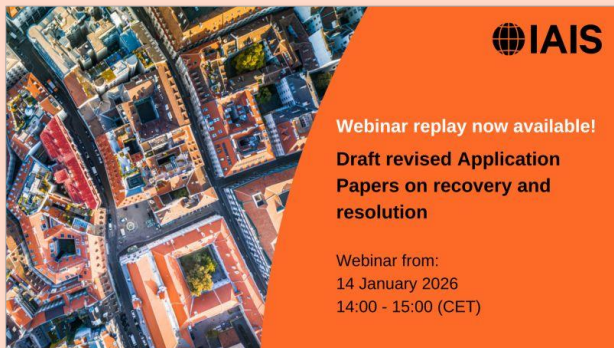 IAIS
Webinar replay now available!
Draft revised Application
Papers on recovery and
resolution
Webinar from:
14 January 2026
14:00 - 15:00 (CET)